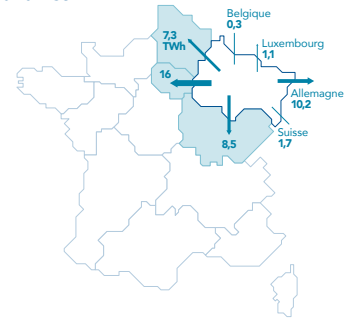 Belgique
0,3
7,3
TWh
Luxembourg
1,1
16
Allemagne
10,2
Suisse
1,7
8,5